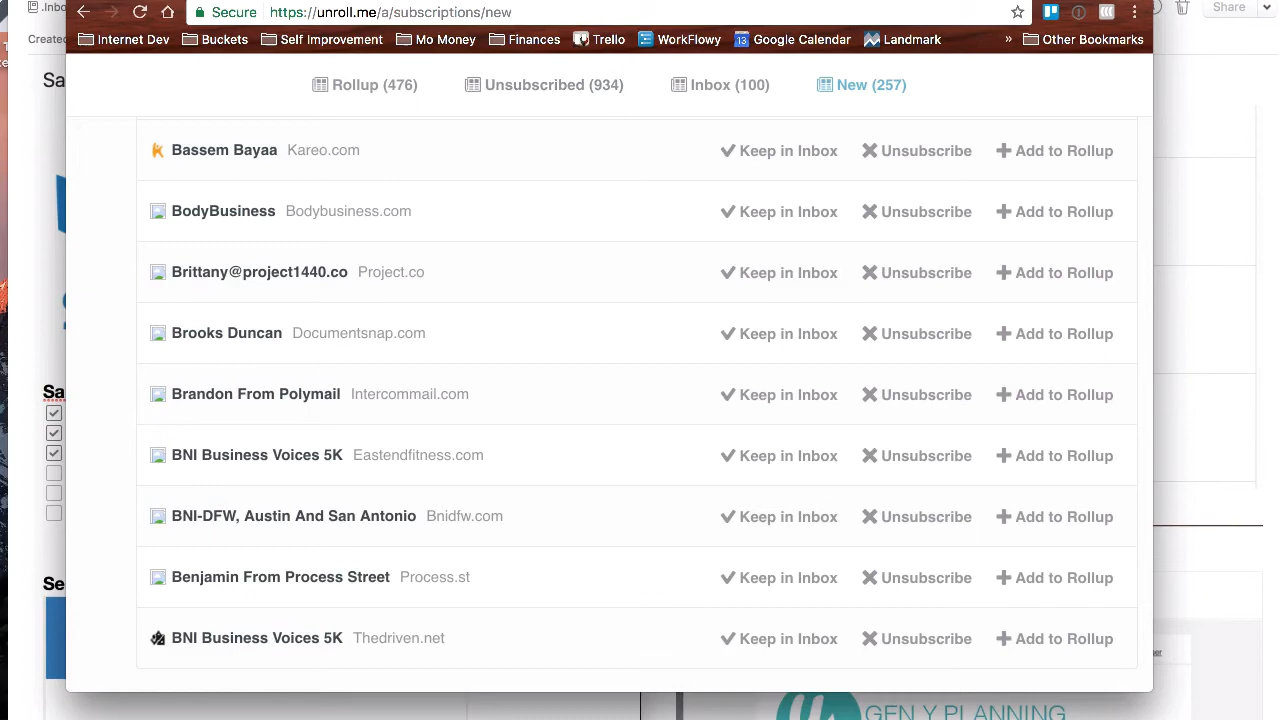 .Inbo
Secure https://unroll.me/a/subscriptions/new
Share
Created
Internet Dev Buckets Self Improvement Mo Money Finances Trello WorkFlowy 13 Google Calendar Landmark » Other Bookmarks
Sa
Rollup (476) Unsubscribed (934) Inbox (100) New (257)
Bassem Bayaa Kareo.com Keep in Inbox Unsubscribe Add to Rollup
BodyBusiness Bodybusiness.com Keep in Inbox Unsubscribe Add to Rollup
Brittany@project1440.co Project.co Keep in Inbox Unsubscribe Add to Rollup
Brooks Duncan Documentsnap.com Keep in Inbox Unsubscribe Add to Rollup
Sa
Brandon From Polymail Intercommail.com Keep in Inbox Unsubscribe Add to Rollup
BNI Business Voices 5K Eastendfitness.com Keep in Inbox Unsubscribe Add to Rollup
BNI-DFW, Austin And San Antonio Bnidfw.com Keep in Inbox Unsubscribe Add to Rollup
Se
Benjamin From Process Street Process.st Keep in Inbox Unsubscribe Add to Rollup
BNI Business Voices 5K Thedriven.net Keep in Inbox Unsubscribe Add to Rollup
GEN Y PLANNING